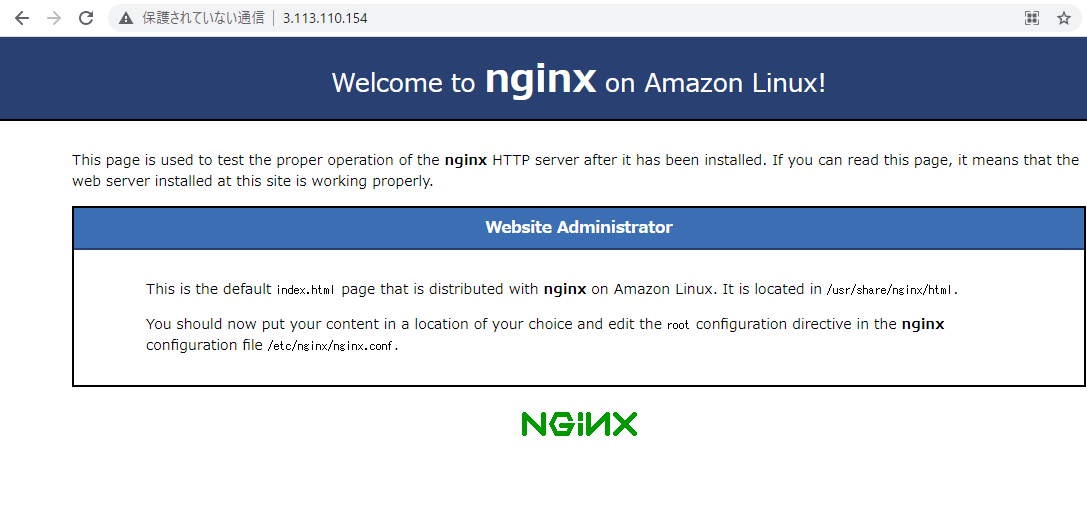 保護されていない通信 3.113.110.154
Welcome to nginx on Amazon Linux!
This page is used to test the proper operation of the nginx HTTP server after it has been installed. If you can read this page, it means that the
web server installed at this site is working properly.
Website Administrator
This is the default index.html page that is distributed with nginx on Amazon Linux. It is located in /usr/share/nginx/html.
You should now put your content in a location of your choice and edit the root configuration directive in the nginx
configuration file /etc/nginx/nginx.conf.
NGINX